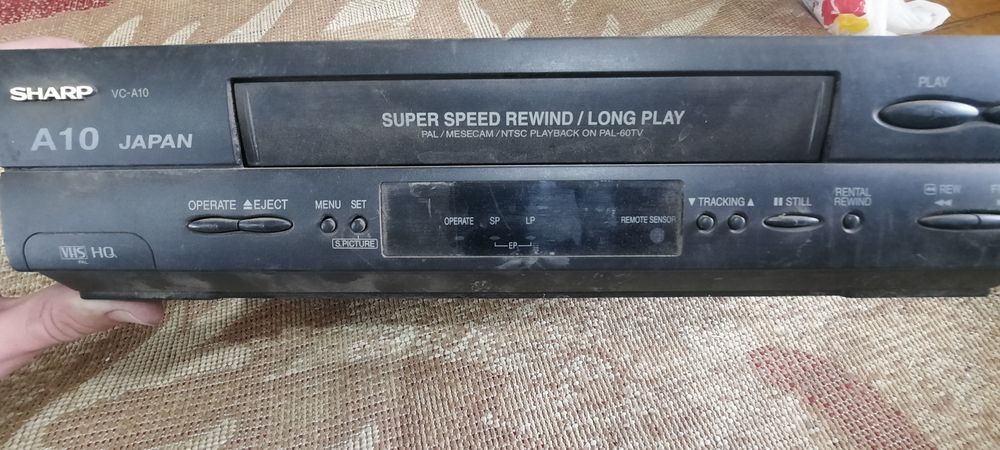 SHARP VC-A10
A10 JAPAN
SUPER SPEED REWIND / LONG PLAY
PAL / MESECAM / NTSC PLAYBACK ON PAL-60TV
PLAY
OPERATE ⏏EJECT
MENU SET
S.PICTURE
OPERATE SP LP
EP
REMOTE SENSOR
▼ TRACKING ▲
⏸ STILL
RENTAL
REWIND
REW
◀◀
VHS HQ
PAL